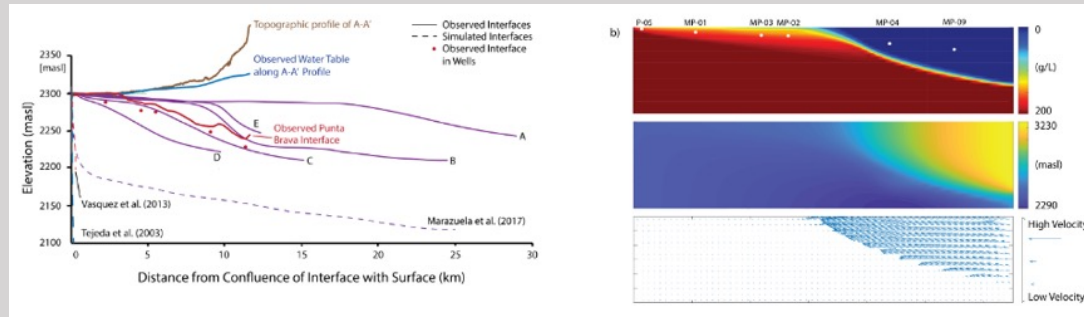 Topographic profile of A-A'
Observed Interfaces
Simulated Interfaces
Observed Interface
in Wells
Observed Water Table
along A-A' Profile
2350
[masl]
2300
2250
2200
2150
2100
Elevation (masl)
E
Observed Punta
Brava Interface
A
D
C
B
Vasquez et al. (2013)
Marazuela et al. (2017)
Tejeda et al. (2003)
0
5
10
15
20
25
30
Distance from Confluence of Interface with Surface (km)
b)
P-05
MP-01
MP-03
MP-02
MP-04
MP-09
0
(g/L)
200
3230
(masl)
2290
High Velocity
Low Velocity